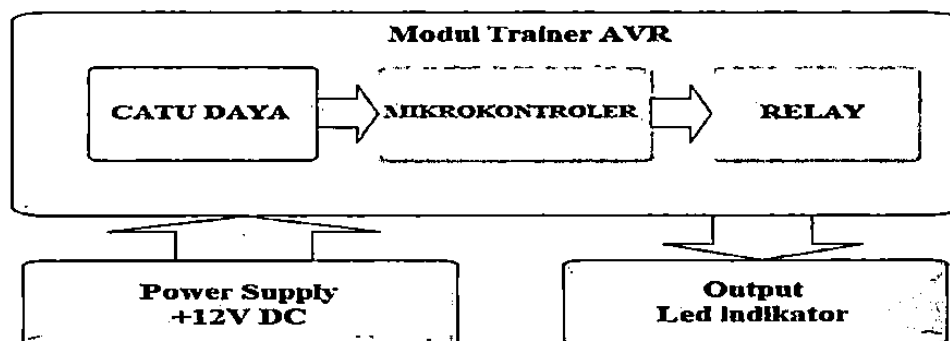 Modul Trainer AVR
CATU DAYA
MIKROKONTROLER
RELAY
Power Supply
+12V DC
Output
Led indikator